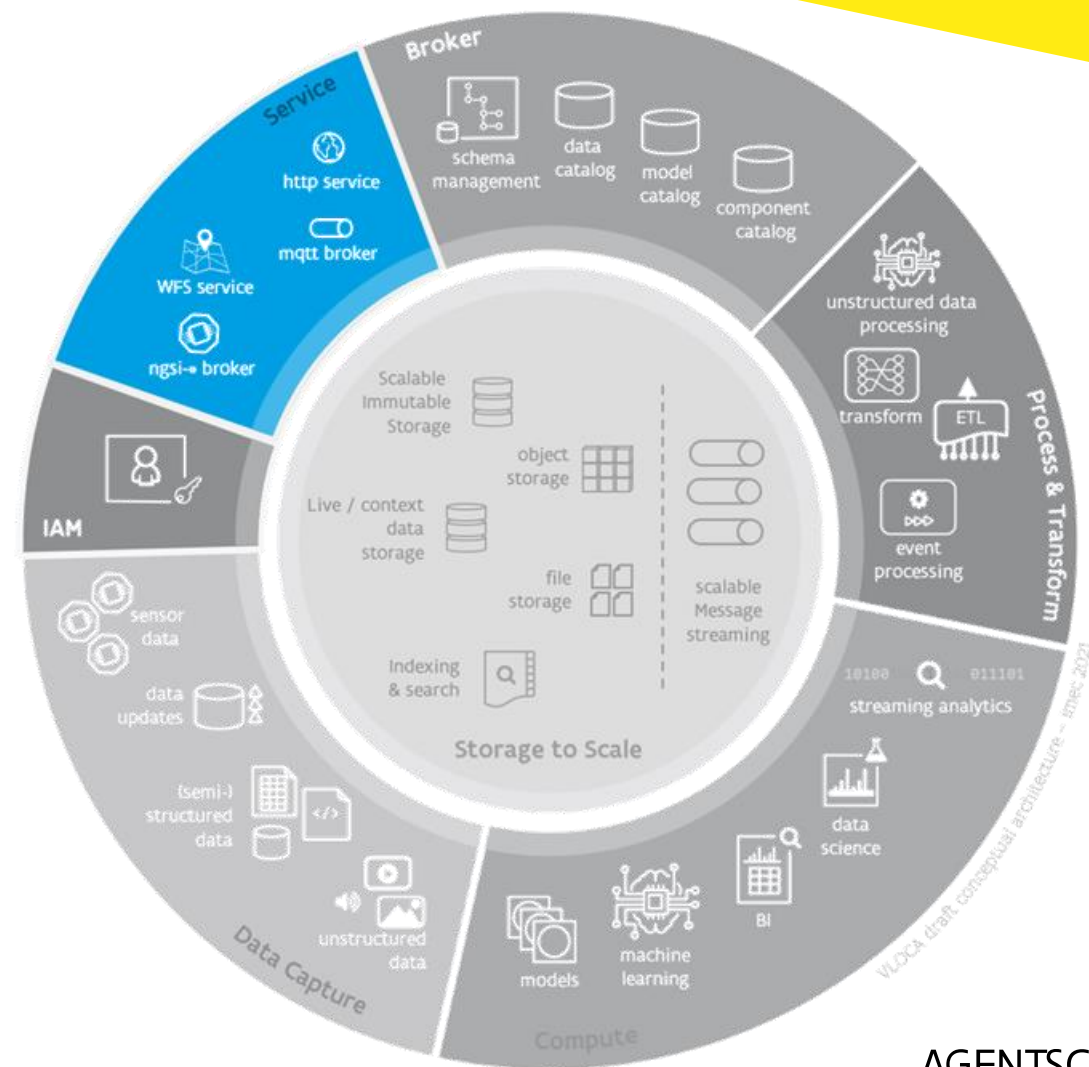 Broker
schema
management
data
catalog
model
catalog
component
catalog
Service
http service
mqtt broker
WFS service
ngsi-* broker
IAM
unstructured data
processing
transform
ETL
event
processing
Process & Transform
Scalable
Immutable
Storage
object
storage
Live / context
data
storage
file
storage
Indexing
& search
scalable
Message
streaming
Storage to Scale
sensor
data
data
updates
(semi-)
structured
data
</>
unstructured
data
Data Capture
10100
011101
streaming analytics
data
science
BI
machine
learning
models
Compute
VLOCA draft conceptual architecture – imec 2021
AGENTSC